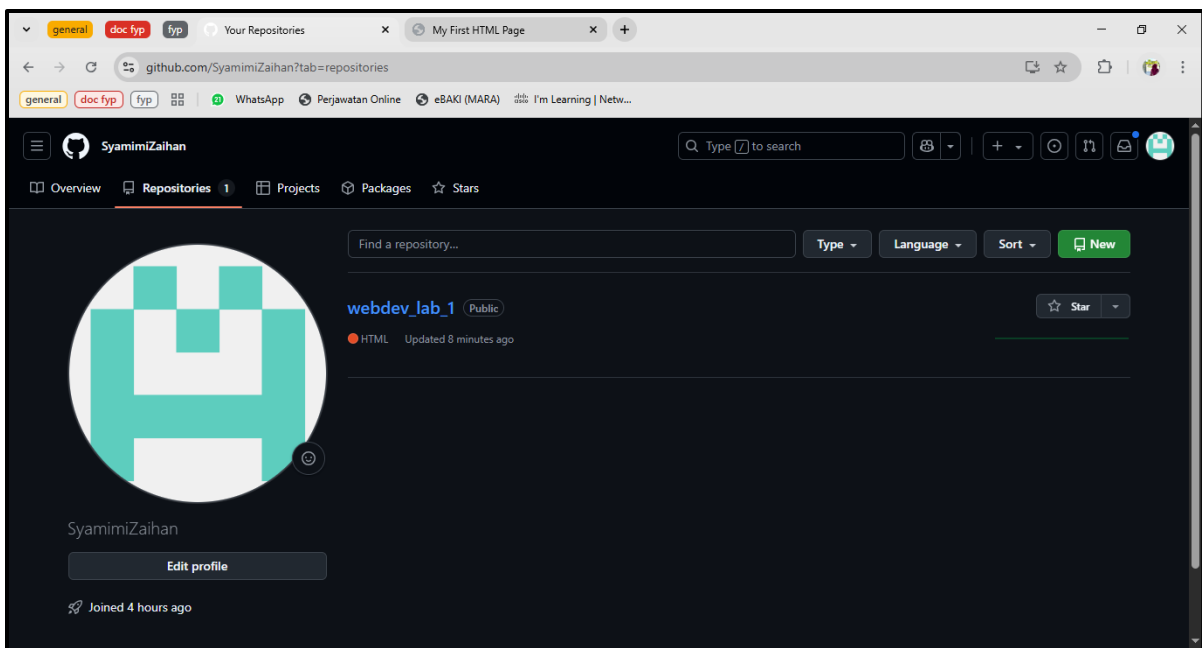 general doc fyp fyp Your Repositories My First HTML Page
github.com/SyamimiZaihan?tab=repositories
general doc fyp fyp WhatsApp Perjawatan Online eBAKI (MARA) I'm Learning | Netw...
SyamimiZaihan Type / to search
Overview Repositories 1 Projects Packages Stars
Find a repository... Type Language Sort New
webdev_lab_1 Public Star
HTML Updated 8 minutes ago
SyamimiZaihan
Edit profile
Joined 4 hours ago